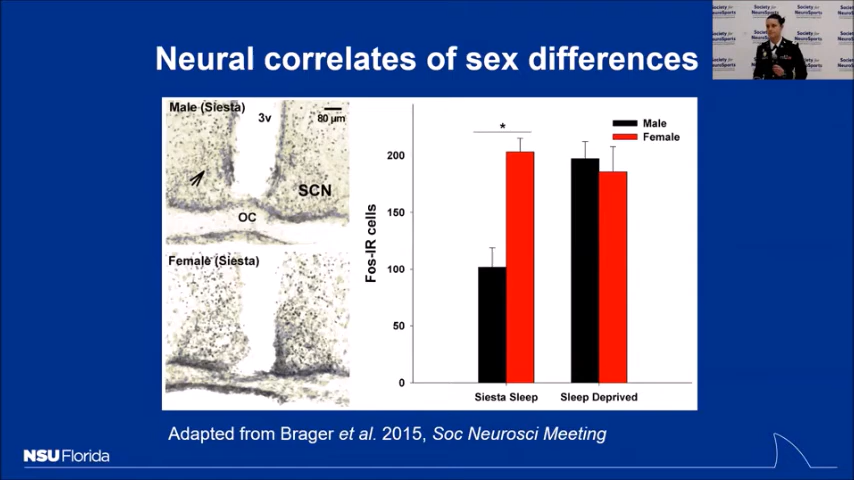 Neural correlates of sex differences
Male (Siesta)
3v
80 µm
SCN
OC
Female (Siesta)
Fos-IR cells
200
150
100
50
0
*
Male
Female
Siesta Sleep
Sleep Deprived
Adapted from Brager et al. 2015, Soc Neurosci Meeting
NSU Florida
Society
NeuroSports